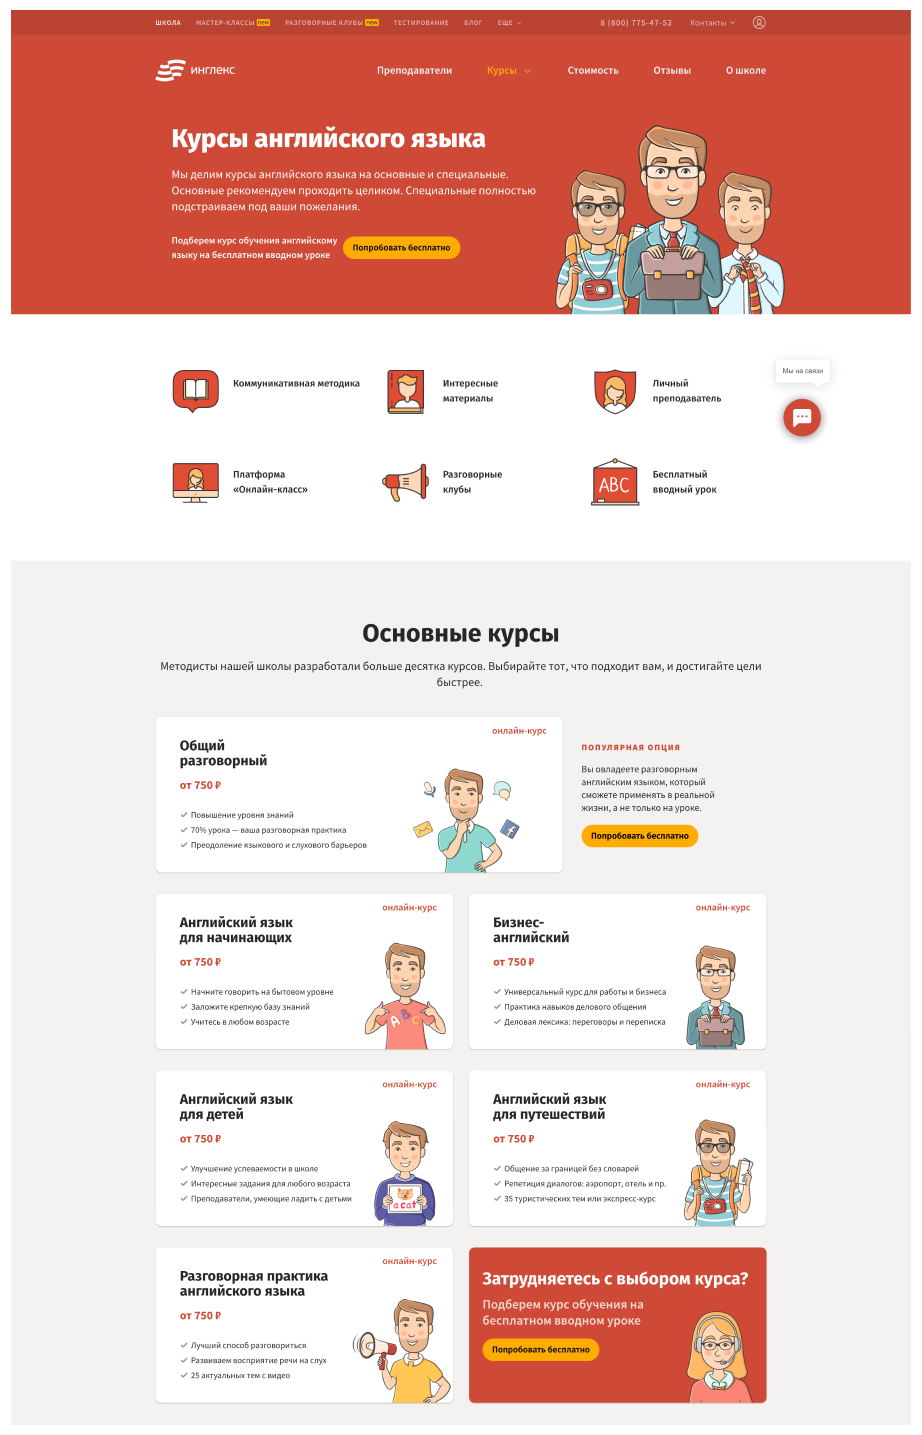 ШКОЛА МАСТЕР-КЛАССЫ new РАЗГОВОРНЫЕ КЛУБЫ new ТЕСТИРОВАНИЕ БЛОГ ЕЩЕ 8 (800) 775-47-52 Контакты
инглекс Преподаватели Курсы Стоимость Отзывы О школе
Курсы английского языка
Мы делим курсы английского языка на основные и специальные.
Основные рекомендуем проходить целиком. Специальные полностью
подстраиваем под ваши пожелания.
Подберем курс обучения английскому
языку на бесплатном вводном уроке
Попробовать бесплатно
Коммуникативная методика
Интересные
материалы
Личный
преподаватель
Мы на связи
Платформа
«Онлайн-класс»
Разговорные
клубы
ABC
Бесплатный
вводный урок
Основные курсы
Методисты нашей школы разработали больше десятка курсов. Выбирайте тот, что подходит вам, и достигайте цели
быстрее.
онлайн-курс
Общий
разговорный
от 750 ₽
Повышение уровня знаний
70% урока — ваша разговорная практика
Преодоление языкового и слухового барьеров
ПОПУЛЯРНАЯ ОПЦИЯ
Вы овладеете разговорным
английским языком, который
сможете применять в реальной
жизни, а не только на уроке.
Попробовать бесплатно
онлайн-курс
Английский язык
для начинающих
от 750 ₽
Начните говорить на бытовом уровне
Заложите крепкую базу знаний
Учитесь в любом возрасте
ABC
онлайн-курс
Бизнес-
английский
от 750 ₽
Универсальный курс для работы и бизнеса
Практика навыков делового общения
Деловая лексика: переговоры и переписка
онлайн-курс
Английский язык
для детей
от 750 ₽
Улучшение успеваемости в школе
Интересные задания для любого возраста
Преподаватели, умеющие ладить с детьми
a cat
онлайн-курс
Английский язык
для путешествий
от 750 ₽
Общение за границей без словарей
Репетиция диалогов: аэропорт, отель и пр.
35 туристических тем или экспресс-курс
онлайн-курс
Разговорная практика
английского языка
от 750 ₽
Лучший способ разговориться
Развиваем восприятие речи на слух
25 актуальных тем с видео
Затрудняетесь с выбором курса?
Подберем курс обучения на
бесплатном вводном уроке
Попробовать бесплатно